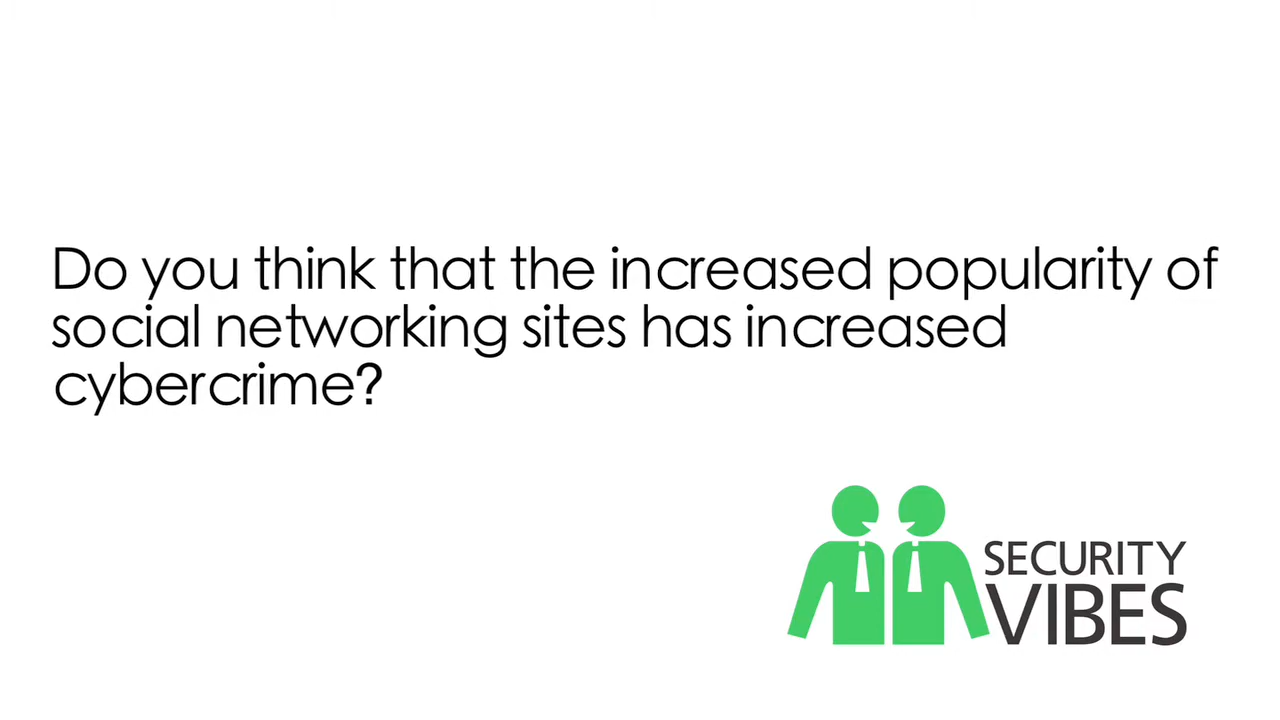 Do you think that the increased popularity of
social networking sites has increased
cybercrime?
SECURITY
VIBES